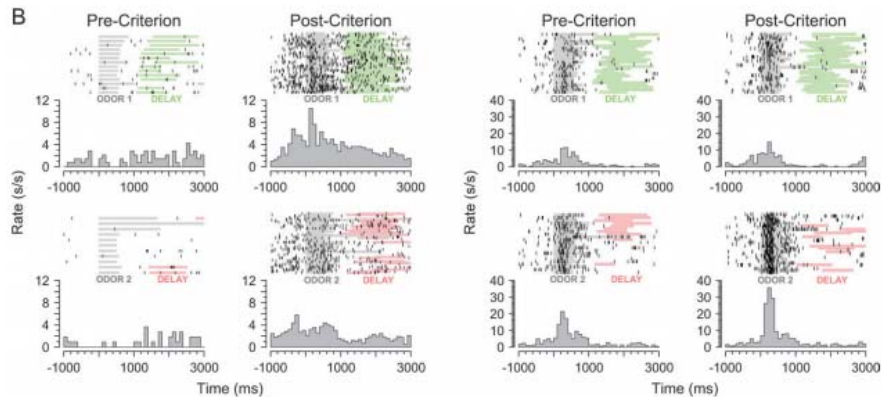 B
Pre-Criterion Post-Criterion Pre-Criterion Post-Criterion
ODOR 1 DELAY ODOR 1 DELAY ODOR 1 DELAY ODOR 1 DELAY
12 12 40 40
8 8 30 30
4 4 20 20
0 0 10 10
0 0
-1000 1000 3000 -1000 1000 3000 -1000 1000 3000 -1000 1000 3000
Rate (s/s) Rate (s/s)
ODOR 2 DELAY ODOR 2 DELAY ODOR 2 DELAY ODOR 2 DELAY
12 12 40 40
8 8 30 30
4 4 20 20
0 0 10 10
0 0
-1000 1000 3000 -1000 1000 3000 -1000 1000 3000 -1000 1000 3000
Time (ms) Time (ms)